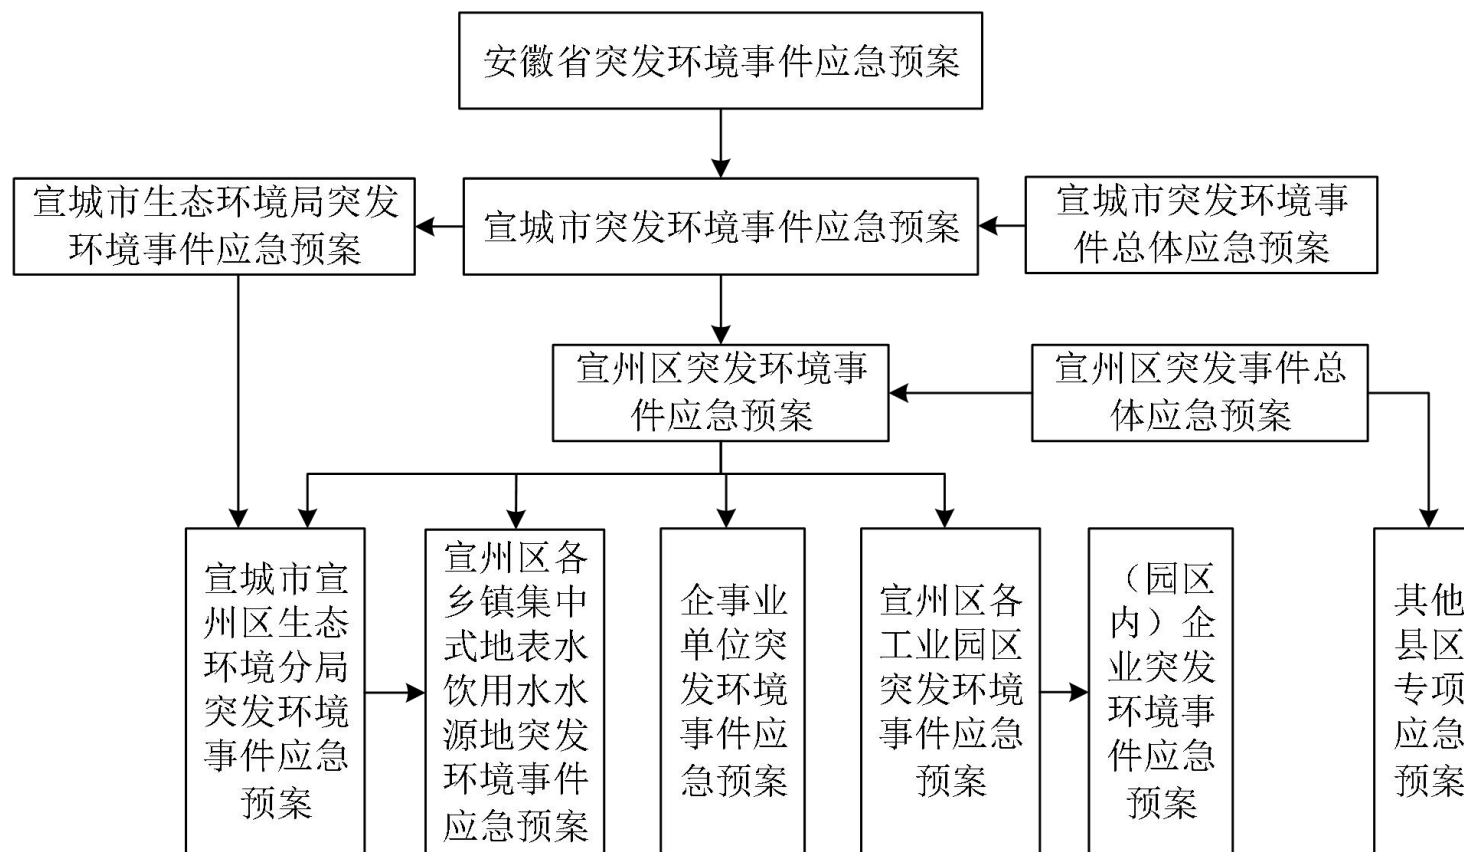 安徽省突发环境事件应急预案
宣城市生态环境局突发
环境事件应急预案
宣城市突发环境事件应急预案
宣城市突发环境事
件总体应急预案
宣州区突发环境事
件应急预案
宣州区突发事件总
体应急预案
宣城市宣
州区生态
环境分局
突发环境
事件应急
预案
宣州区各
乡镇集中
式地表水
饮用水水
源地突发
环境事件
应急预案
企事业
单位突
发环境
事件应
急预案
宣州区各
工业园区
突发环境
事件应急
预案
（园区
内）企
业突发
环境事
件应急
预案
其他
县区
专项
应急
预案